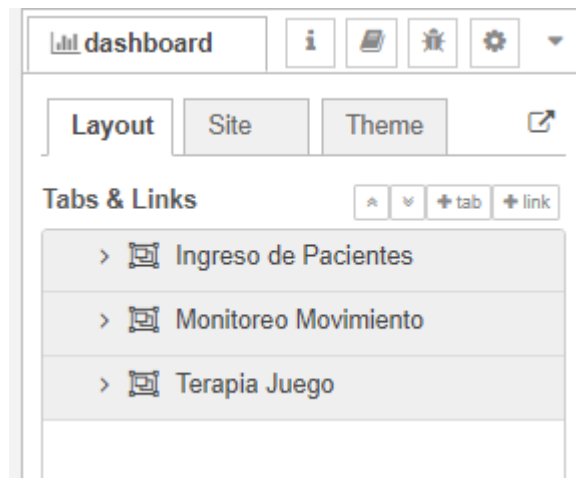 dashboard i
Layout Site Theme
Tabs & Links +tab +link
Ingreso de Pacientes
Monitoreo Movimiento
Terapia Juego